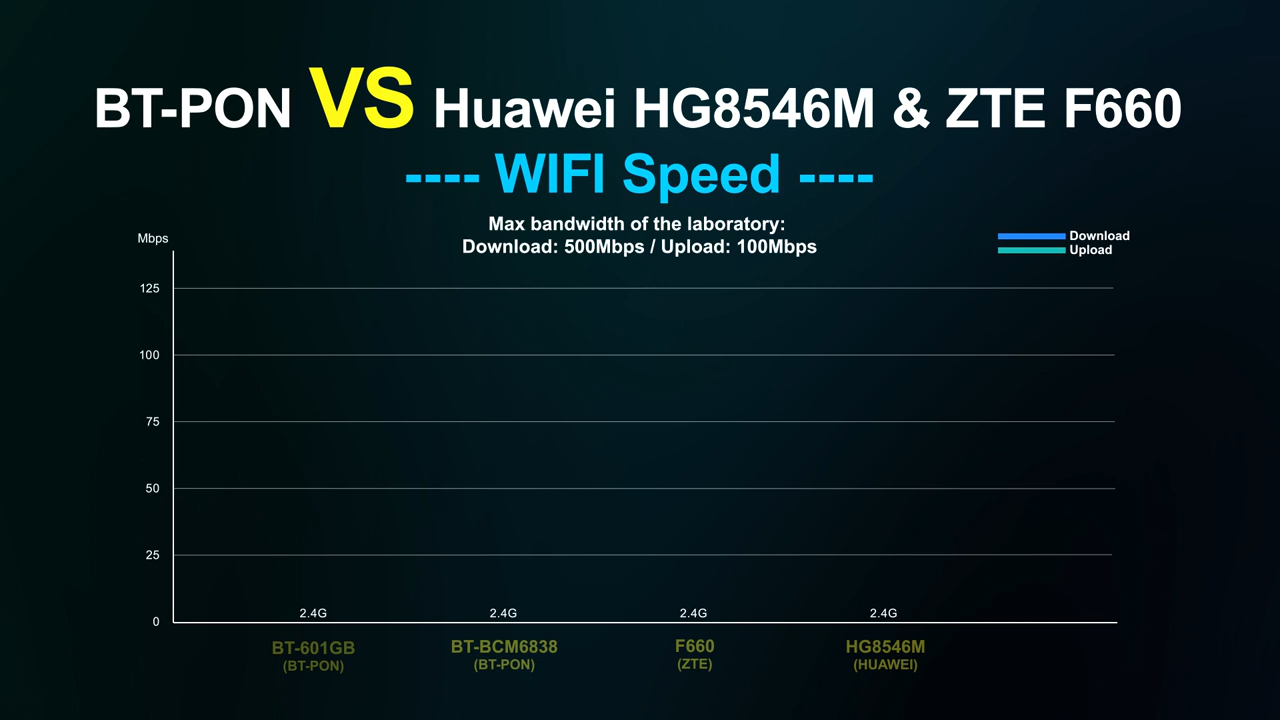 BT-PON VS Huawei HG8546M & ZTE F660
---- WIFI Speed ----
Max bandwidth of the laboratory:
Download: 500Mbps / Upload: 100Mbps
Mbps
Download
Upload
125
100
75
50
25
0
2.4G 2.4G 2.4G 2.4G
BT-601GB BT-BCM6838 F660 HG8546M
(BT-PON) (BT-PON) (ZTE) (HUAWEI)